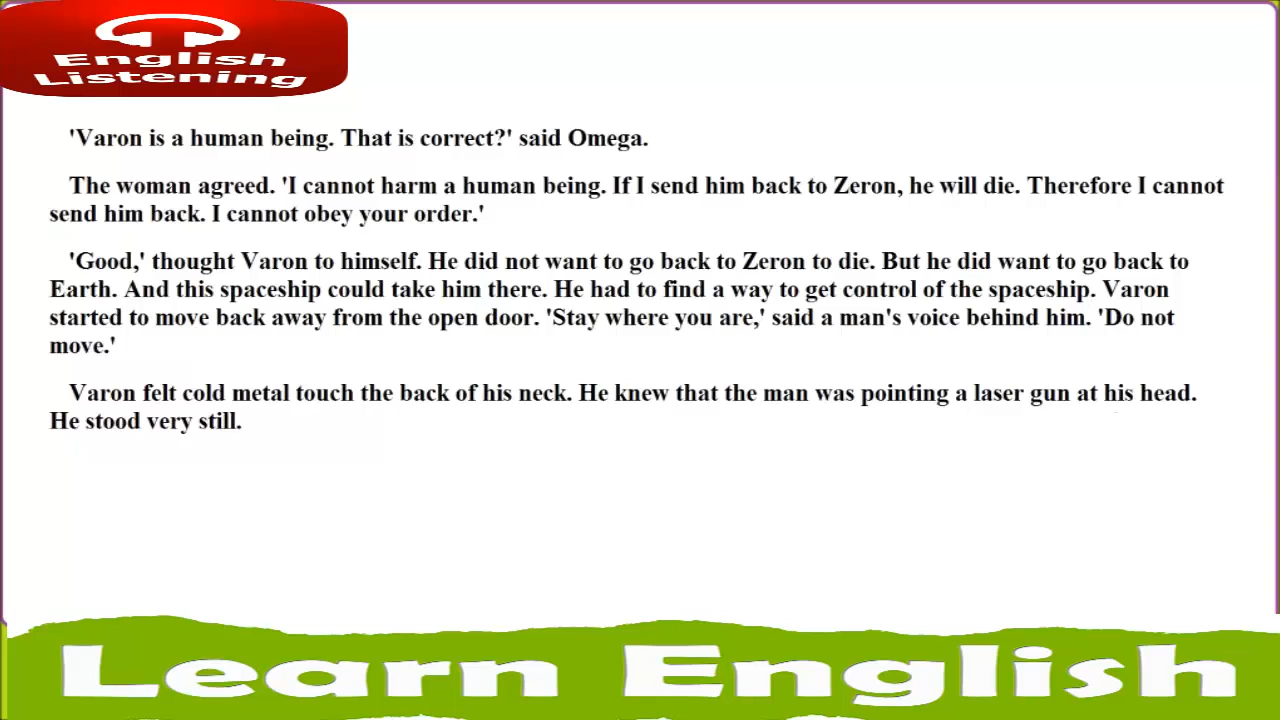 English
Listening
'Varon is a human being. That is correct?' said Omega.
The woman agreed. 'I cannot harm a human being. If I send him back to Zeron, he will die. Therefore I cannot
send him back. I cannot obey your order.'
'Good,' thought Varon to himself. He did not want to go back to Zeron to die. But he did want to go back to
Earth. And this spaceship could take him there. He had to find a way to get control of the spaceship. Varon
started to move back away from the open door. 'Stay where you are,' said a man's voice behind him. 'Do not
move.'
Varon felt cold metal touch the back of his neck. He knew that the man was pointing a laser gun at his head.
He stood very still.
Learn English